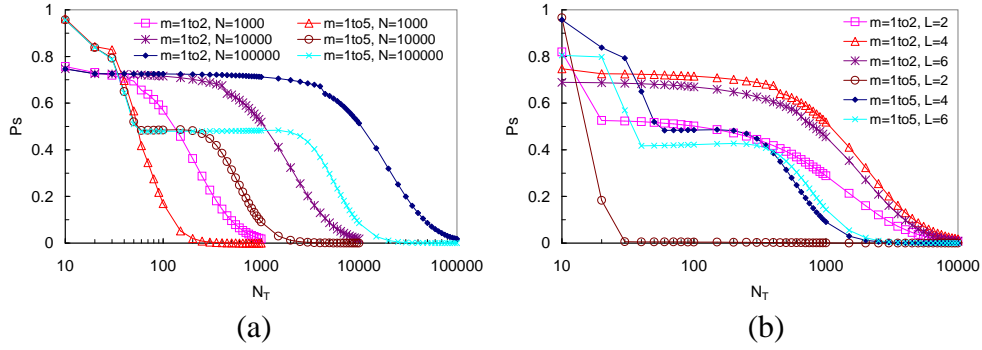 m=1to2, N=1000 m=1to5, N=1000
m=1to2, N=10000 m=1to5, N=10000
m=1to2, N=100000 m=1to5, N=100000
1
0.8
0.6
0.4
0.2
0
Ps
10 100 1000 10000 100000
N_T
(a)
m=1to2, L=2
m=1to2, L=4
m=1to2, L=6
m=1to5, L=2
m=1to5, L=4
m=1to5, L=6
1
0.8
0.6
0.4
0.2
0
Ps
10 100 1000 10000
N_T
(b)